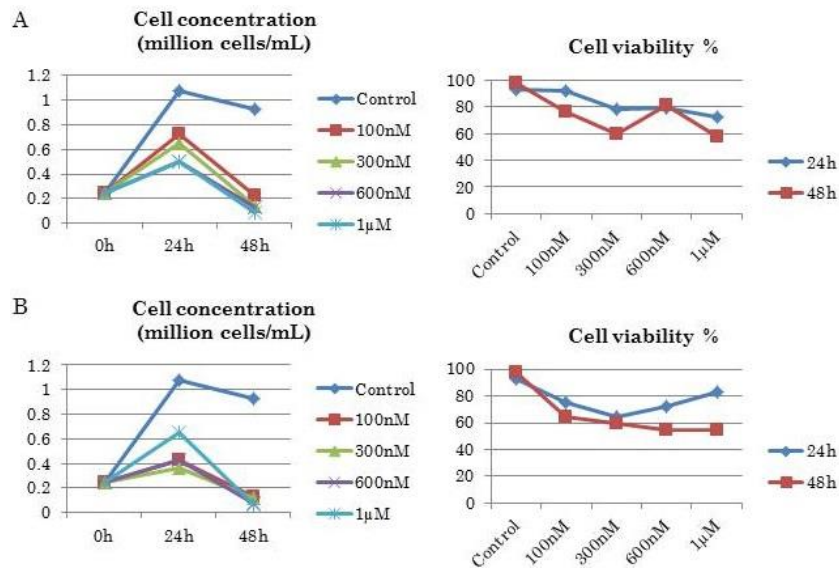 A
Cell concentration
(million cells/mL)
1.2
1
0.8
0.6
0.4
0.2
0
0h 24h 48h
Control
100nM
300nM
600nM
1µM
Cell viability %
100
80
60
40
20
0
Control 100nM 300nM 600nM 1µM
24h
48h
B
Cell concentration
(million cells/mL)
1.2
1
0.8
0.6
0.4
0.2
0
0h 24h 48h
Control
100nM
300nM
600nM
1µM
Cell viability %
100
80
60
40
20
0
Control 100nM 300nM 600nM 1µM
24h
48h